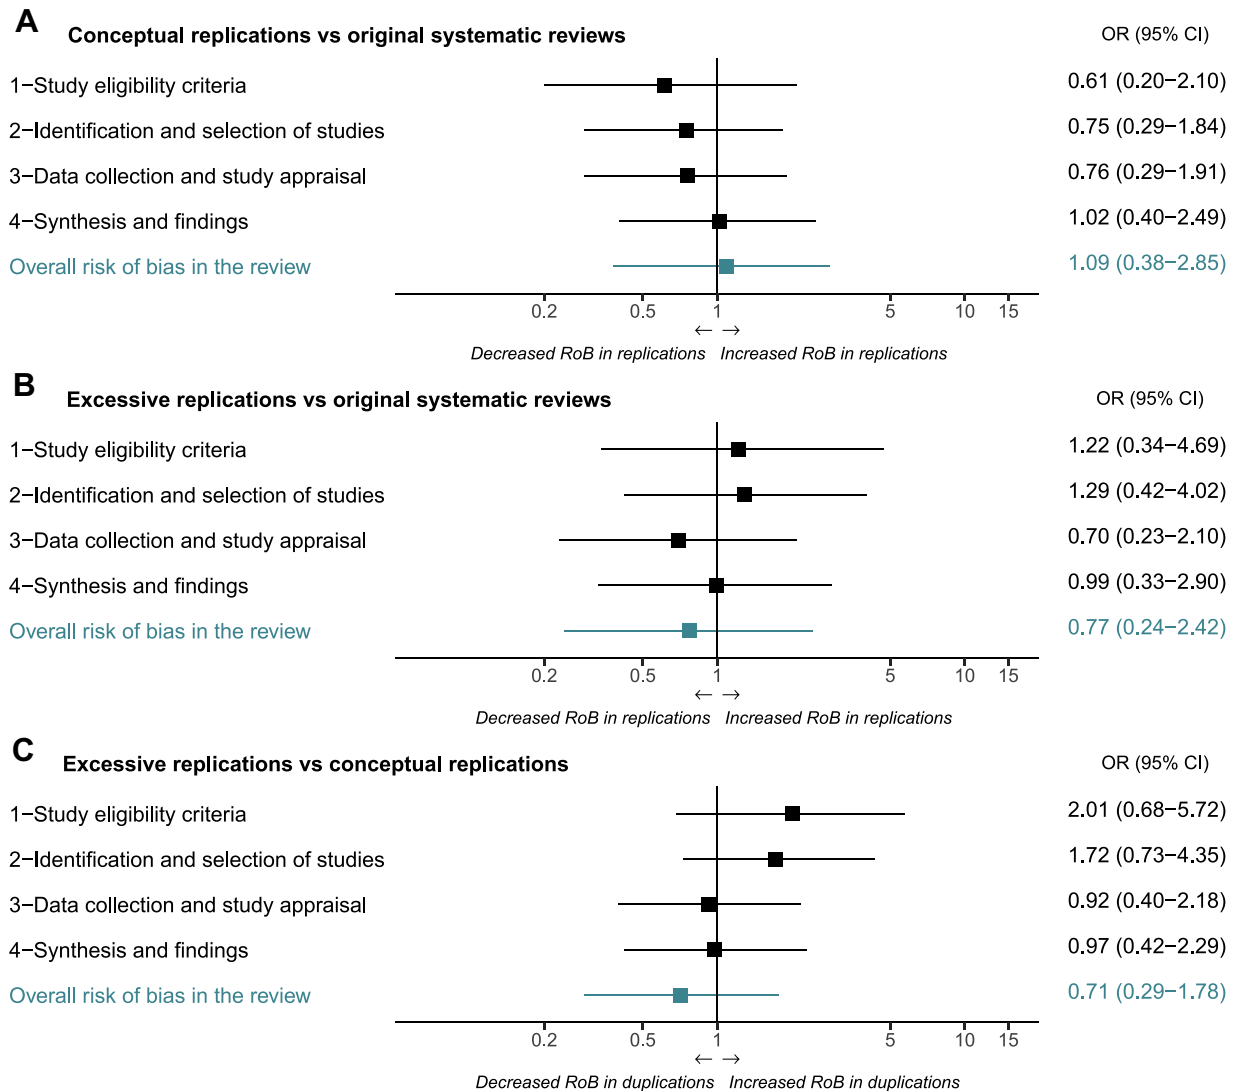 A Conceptual replications vs original systematic reviews OR (95% CI)
1−Study eligibility criteria 0.61 (0.20−2.10)
2−Identification and selection of studies 0.75 (0.29−1.84)
3−Data collection and study appraisal 0.76 (0.29−1.91)
4−Synthesis and findings 1.02 (0.40−2.49)
Overall risk of bias in the review 1.09 (0.38−2.85)
0.2 0.5 1 5 10 15
← →
Decreased RoB in replications Increased RoB in replications
B Excessive replications vs original systematic reviews OR (95% CI)
1−Study eligibility criteria 1.22 (0.34−4.69)
2−Identification and selection of studies 1.29 (0.42−4.02)
3−Data collection and study appraisal 0.70 (0.23−2.10)
4−Synthesis and findings 0.99 (0.33−2.90)
Overall risk of bias in the review 0.77 (0.24−2.42)
0.2 0.5 1 5 10 15
← →
Decreased RoB in replications Increased RoB in replications
C Excessive replications vs conceptual replications OR (95% CI)
1−Study eligibility criteria 2.01 (0.68−5.72)
2−Identification and selection of studies 1.72 (0.73−4.35)
3−Data collection and study appraisal 0.92 (0.40−2.18)
4−Synthesis and findings 0.97 (0.42−2.29)
Overall risk of bias in the review 0.71 (0.29−1.78)
0.2 0.5 1 5 10 15
← →
Decreased RoB in duplications Increased RoB in duplications